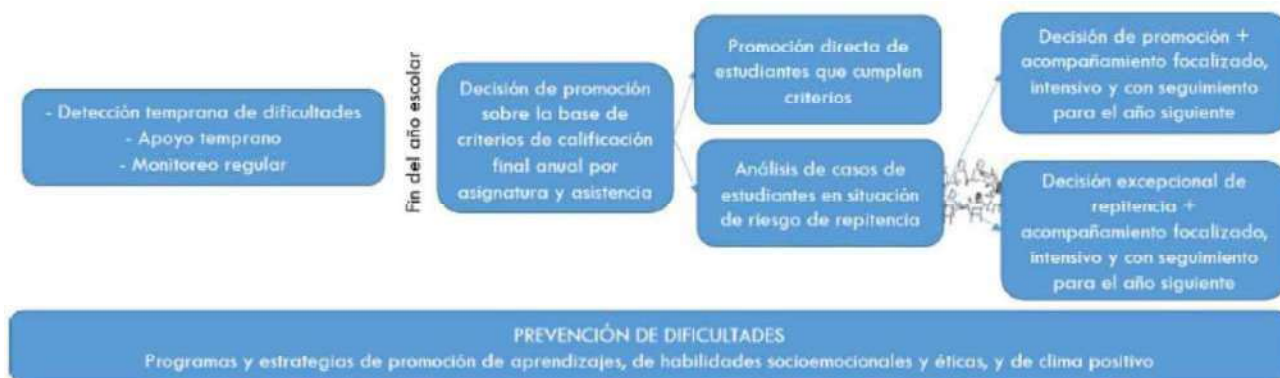 - Detección temprana de dificultades
- Apoyo temprano
- Monitoreo regular
Fin del año escolar
Decisión de promoción
sobre la base de
criterios de calificación
final anual por
asignatura y asistencia
Promoción directa de
estudiantes que cumplen
criterios
Análisis de casos de
estudiantes en situación
de riesgo de repitencia
Decisión de promoción +
acompañamiento focalizado,
intensivo y con seguimiento
para el año siguiente
Decisión excepcional de
repitencia +
acompañamiento focalizado,
intensivo y con seguimiento
para el año siguiente
PREVENCIÓN DE DIFICULTADES
Programas y estrategias de promoción de aprendizajes, de habilidades socioemocionales y éticas, y de clima positivo